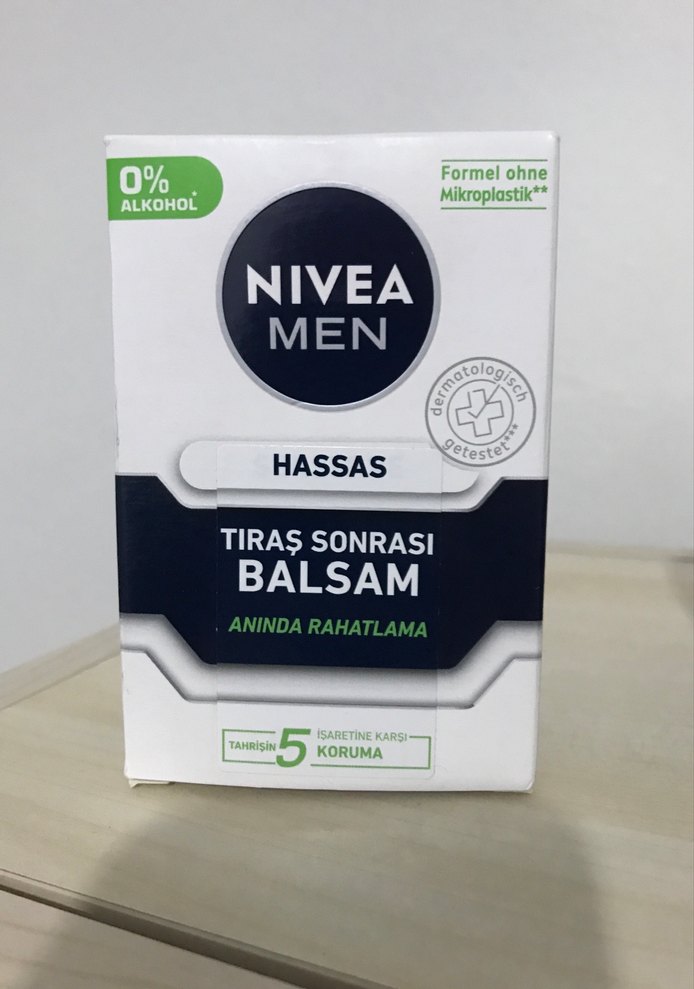 0%
ALKOHOL*
Formel ohne
Mikroplastik**
NIVEA
MEN
dermatologisch
getestet***
HASSAS
TIRAŞ SONRASI
BALSAM
ANINDA RAHATLAMA
TAHRİŞİN 5 İŞARETİNE KARŞI
KORUMA